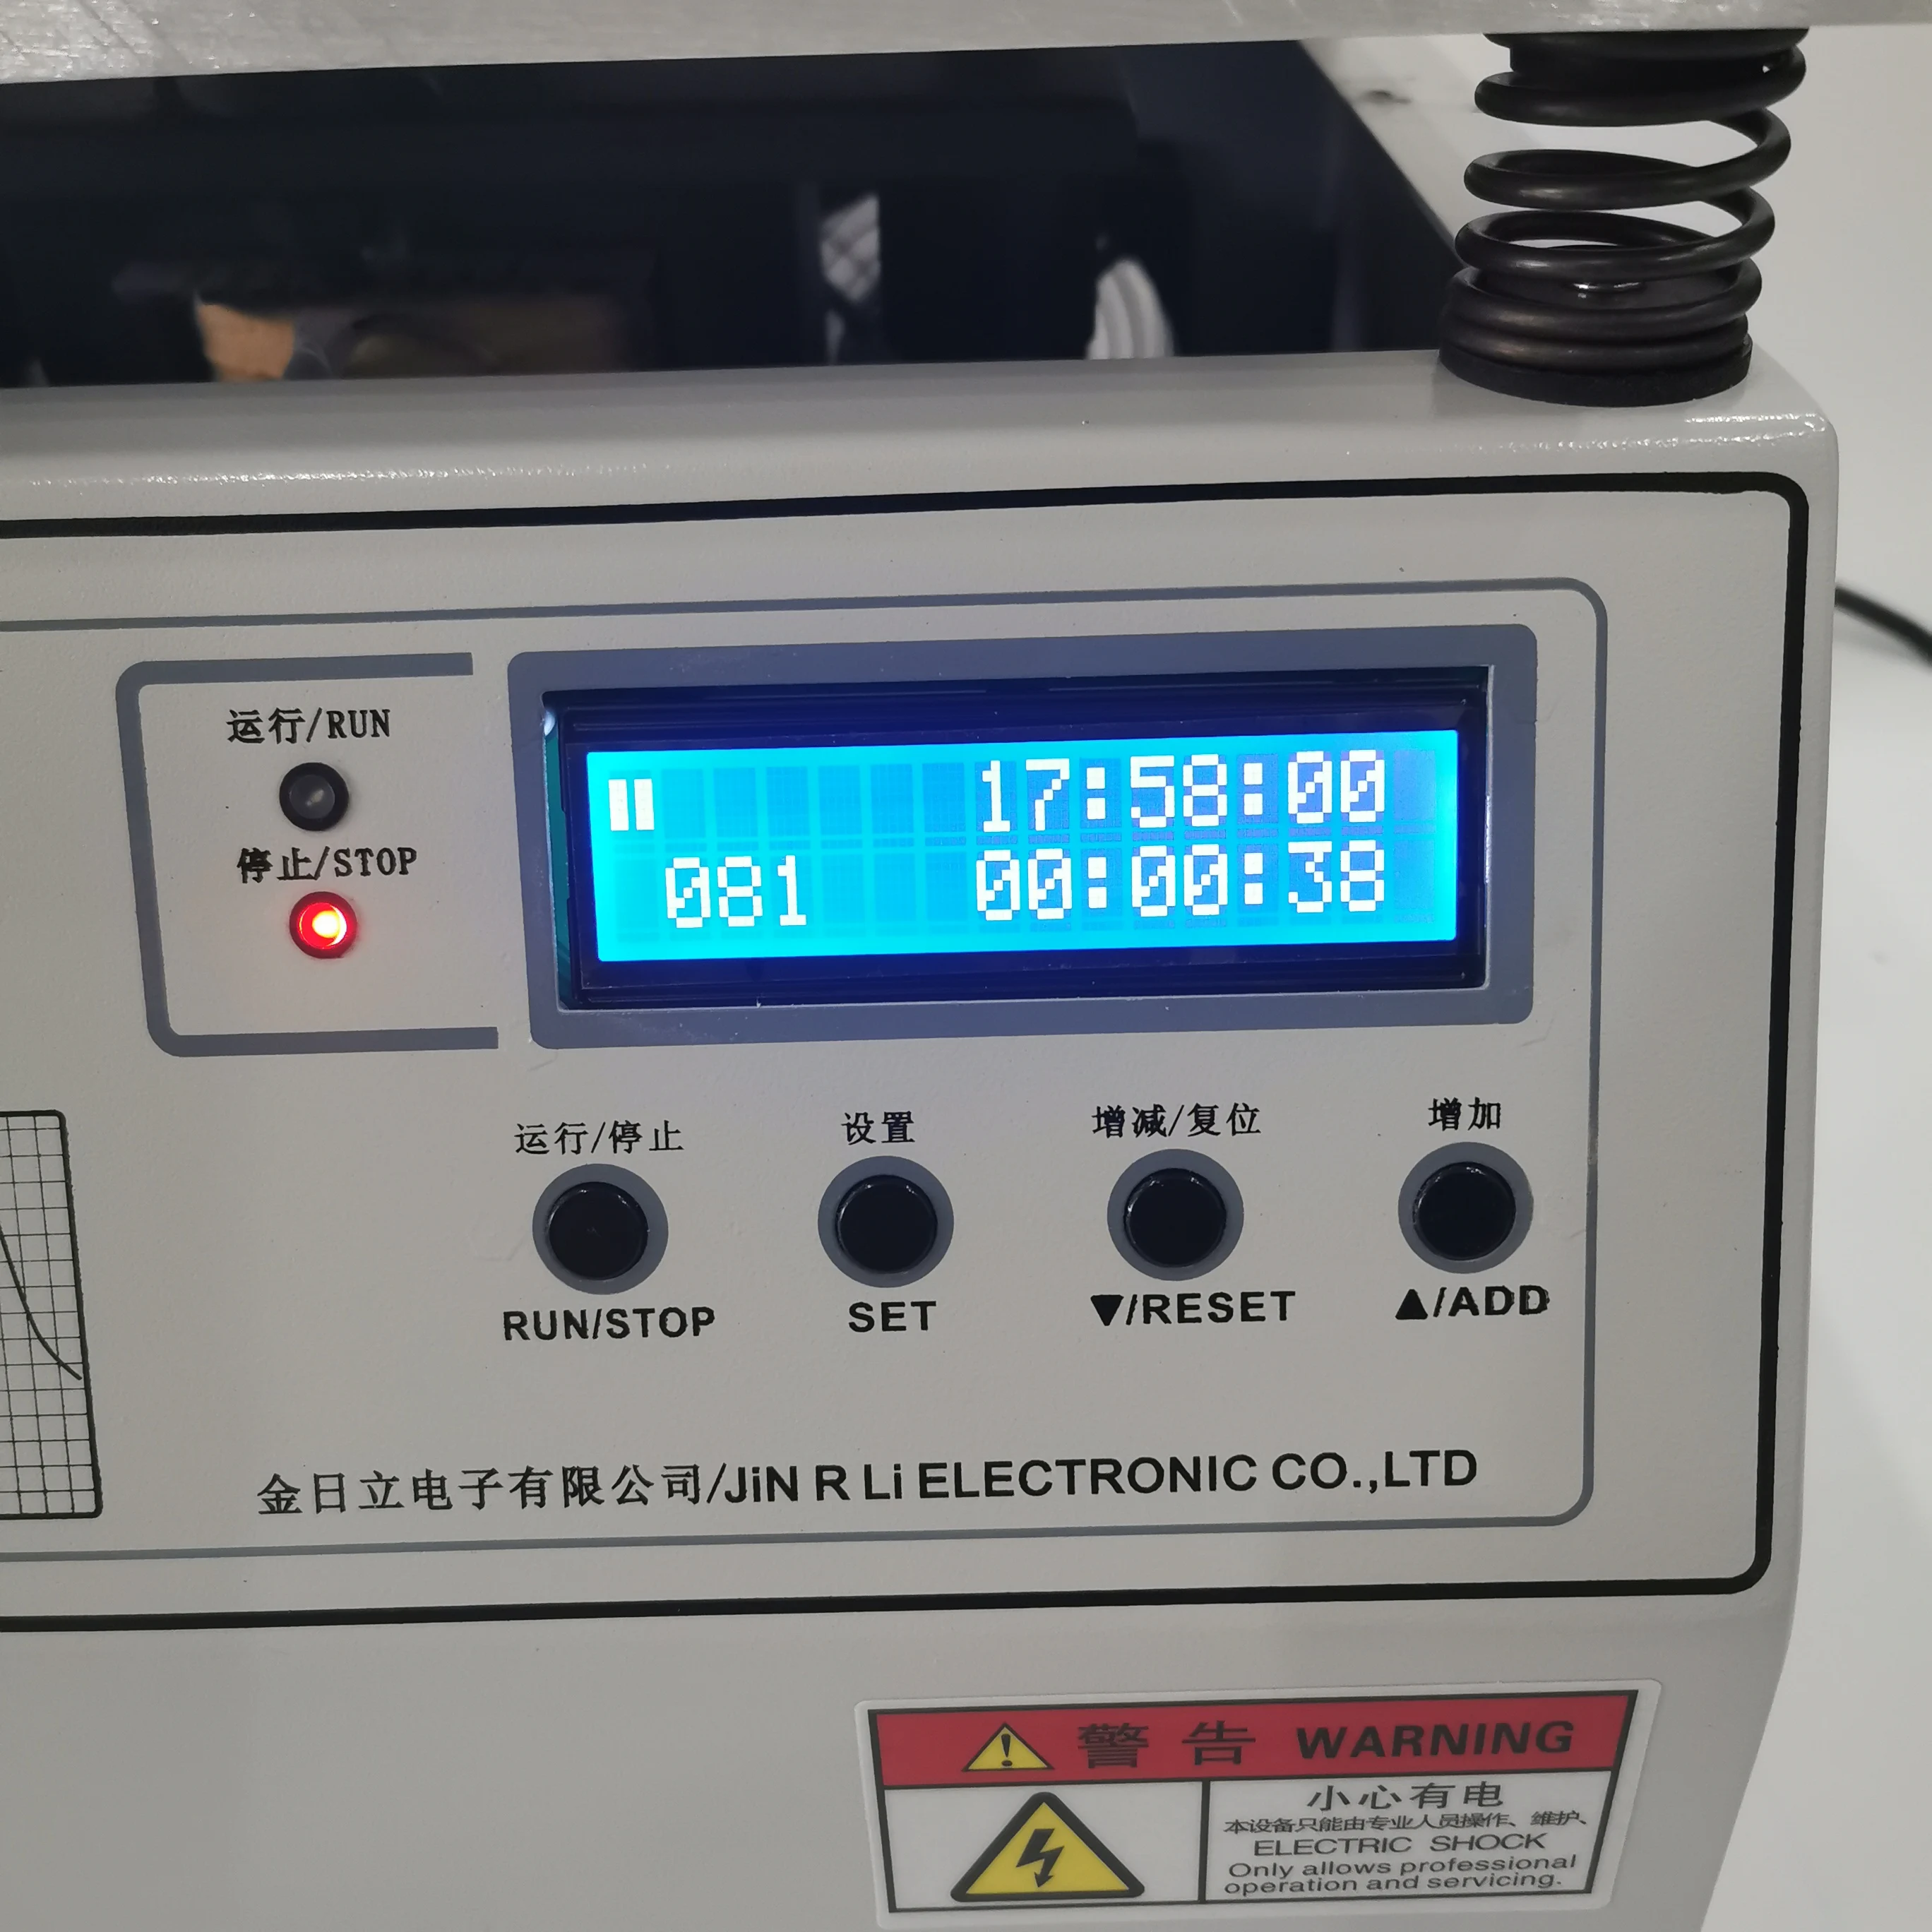 运行/RUN
停止/STOP
17:58:00
081 00:00:38
运行/停止
设置
增减/复位
增加
RUN/STOP
SET
▼/RESET
▲/ADD
金日立电子有限公司/JiN R Li ELECTRONIC CO.,LTD
警告 WARNING
小心有电
本设备只能由专业人员操作、维护、
ELECTRIC SHOCK
Only allows professional
operation and servicing.